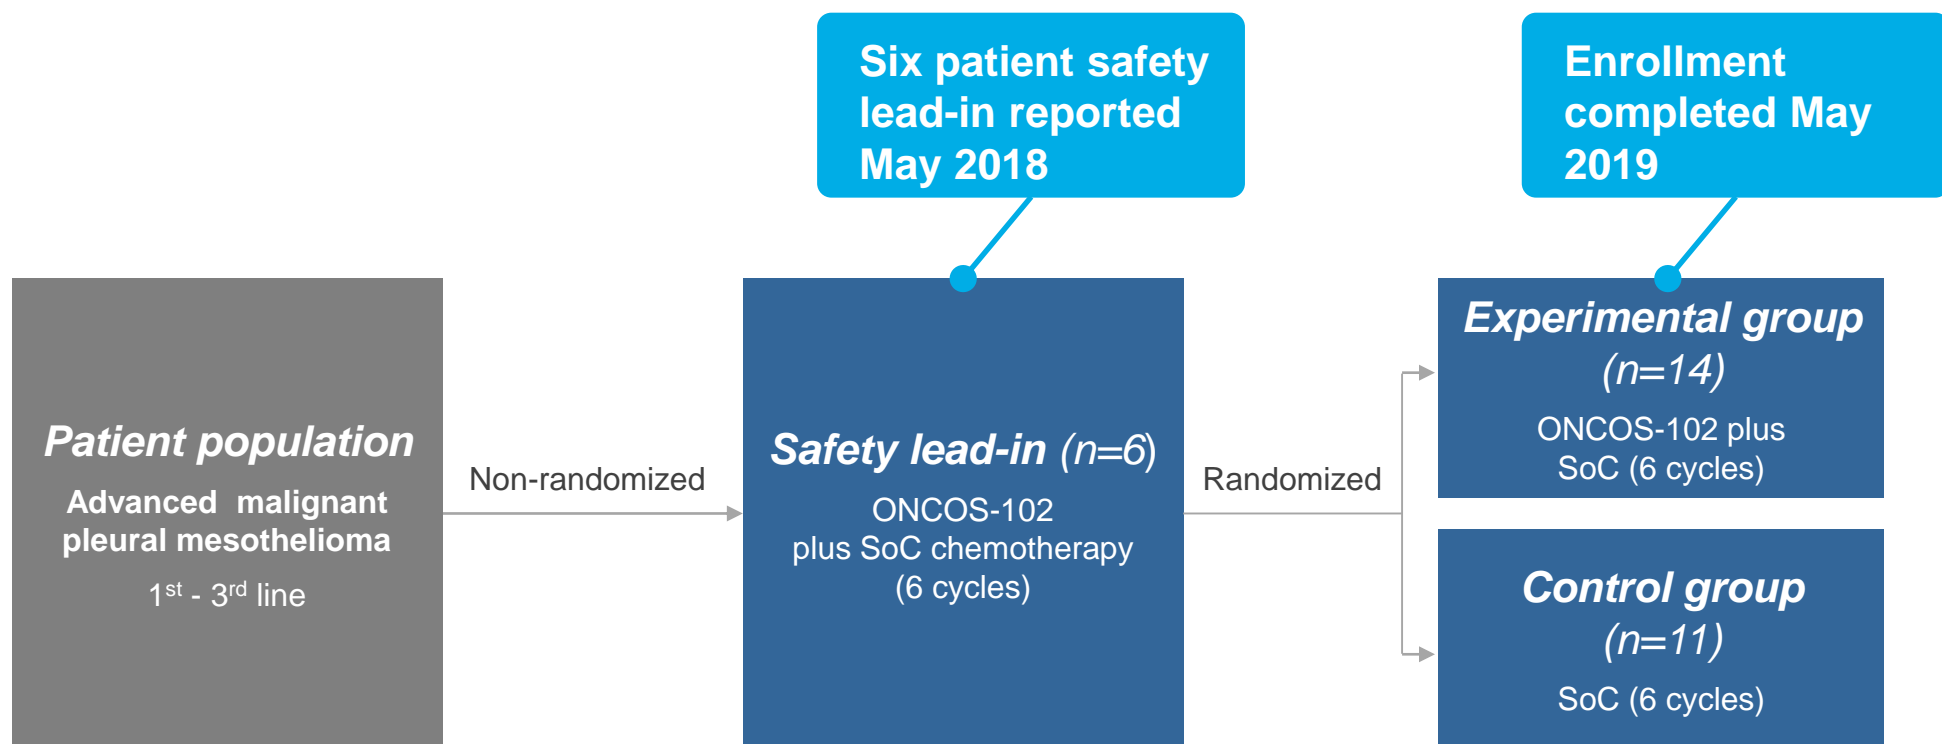 Six patient safety
lead-in reported
May 2018
Enrollment
completed May
2019
Patient population
Advanced malignant
pleural mesothelioma
1st - 3rd line
Non-randomized
Safety lead-in (n=6)
ONCOS-102
plus SoC chemotherapy
(6 cycles)
Randomized
Experimental group
(n=14)
ONCOS-102 plus
SoC (6 cycles)
Control group
(n=11)
SoC (6 cycles)